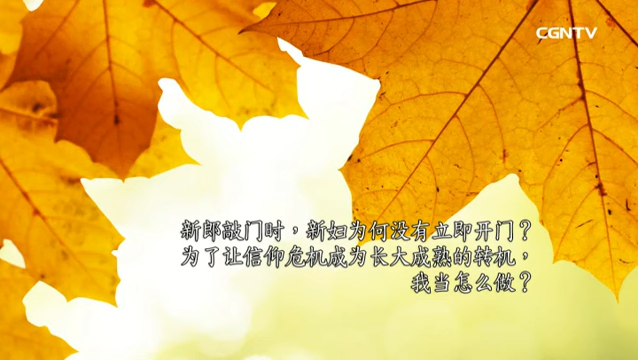 CGNTV
新郎敲门时，新妇为何没有立即开门？
为了让信仰危机成为长大成熟的转机，
我当怎么做？